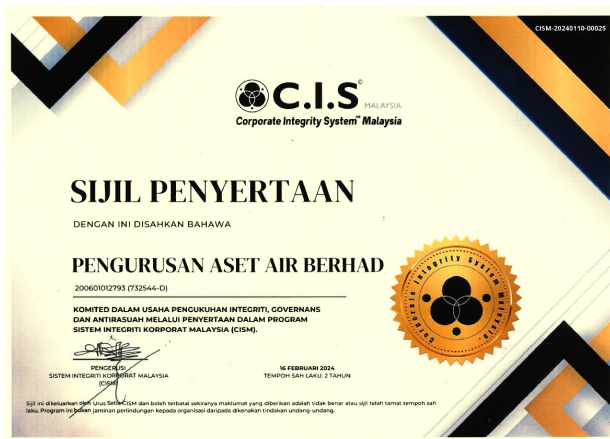 CISM-20240110-00025
C.I.S©
MALAYSIA
Corporate Integrity System™ Malaysia
SIJIL PENYERTAAN
DENGAN INI DISAHKAN BAHAWA
PENGURUSAN ASET AIR BERHAD
200601012793 (732544-D)
KOMITED DALAM USAHA PENGUKUHAN INTEGRITI, GOVERNANS
DAN ANTIRASUAH MELALUI PENYERTAAN DALAM PROGRAM
SISTEM INTEGRITI KORPORAT MALAYSIA (CISM).
Corporate Integrity System Malaysia
PENGERUSI
SISTEM INTEGRITI KORPORAT MALAYSIA
(CISM)
16 FEBRUARI 2024
TEMPOH SAH LAKU: 2 TAHUN
Sijil ini dikeluarkan oleh Urus Setia CISM dan boleh terbatal sekiranya maklumat yang diberikan adalah tidak benar atau sijil telah tamat tempoh sah
laku. Program ini bukan jaminan perlindungan kepada organisasi daripada dikenakan tindakan undang-undang.